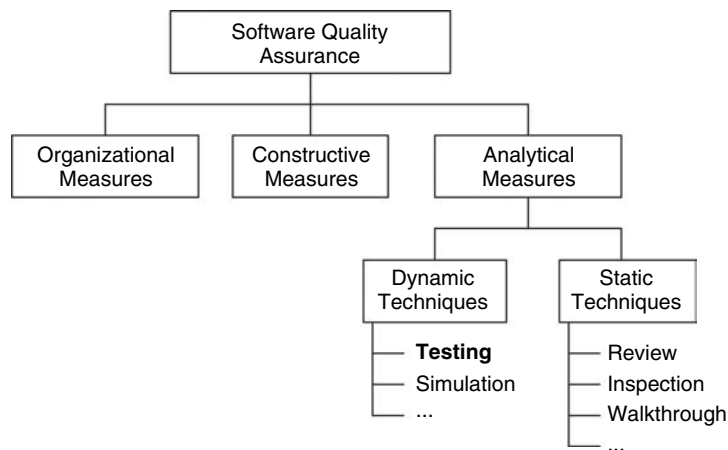 Software Quality
Assurance
Organizational
Measures
Constructive
Measures
Analytical
Measures
Dynamic
Techniques
Static
Techniques
Testing
Simulation
...
Review
Inspection
Walkthrough
...